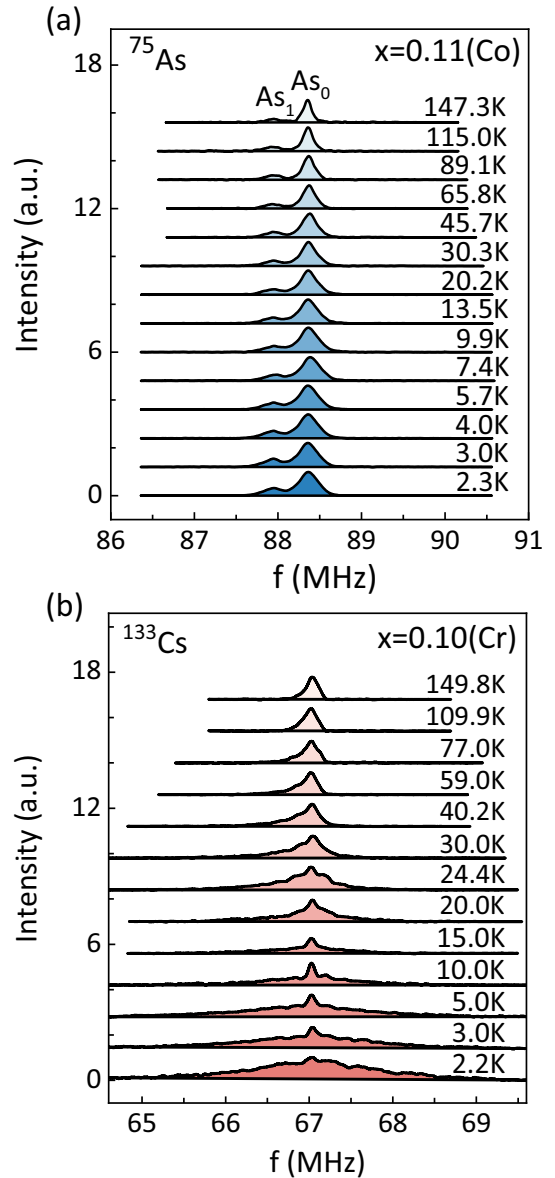 (a)
⁷⁵As x=0.11(Co)
As₁ As₀
18
12
6
0
Intensity (a.u.)
147.3K
115.0K
89.1K
65.8K
45.7K
30.3K
20.2K
13.5K
9.9K
7.4K
5.7K
4.0K
3.0K
2.3K
86 87 88 89 90 91
f (MHz)
(b)
¹³³Cs x=0.10(Cr)
18
12
6
0
Intensity (a.u.)
149.8K
109.9K
77.0K
59.0K
40.2K
30.0K
24.4K
20.0K
15.0K
10.0K
5.0K
3.0K
2.2K
65 66 67 68 69
f (MHz)